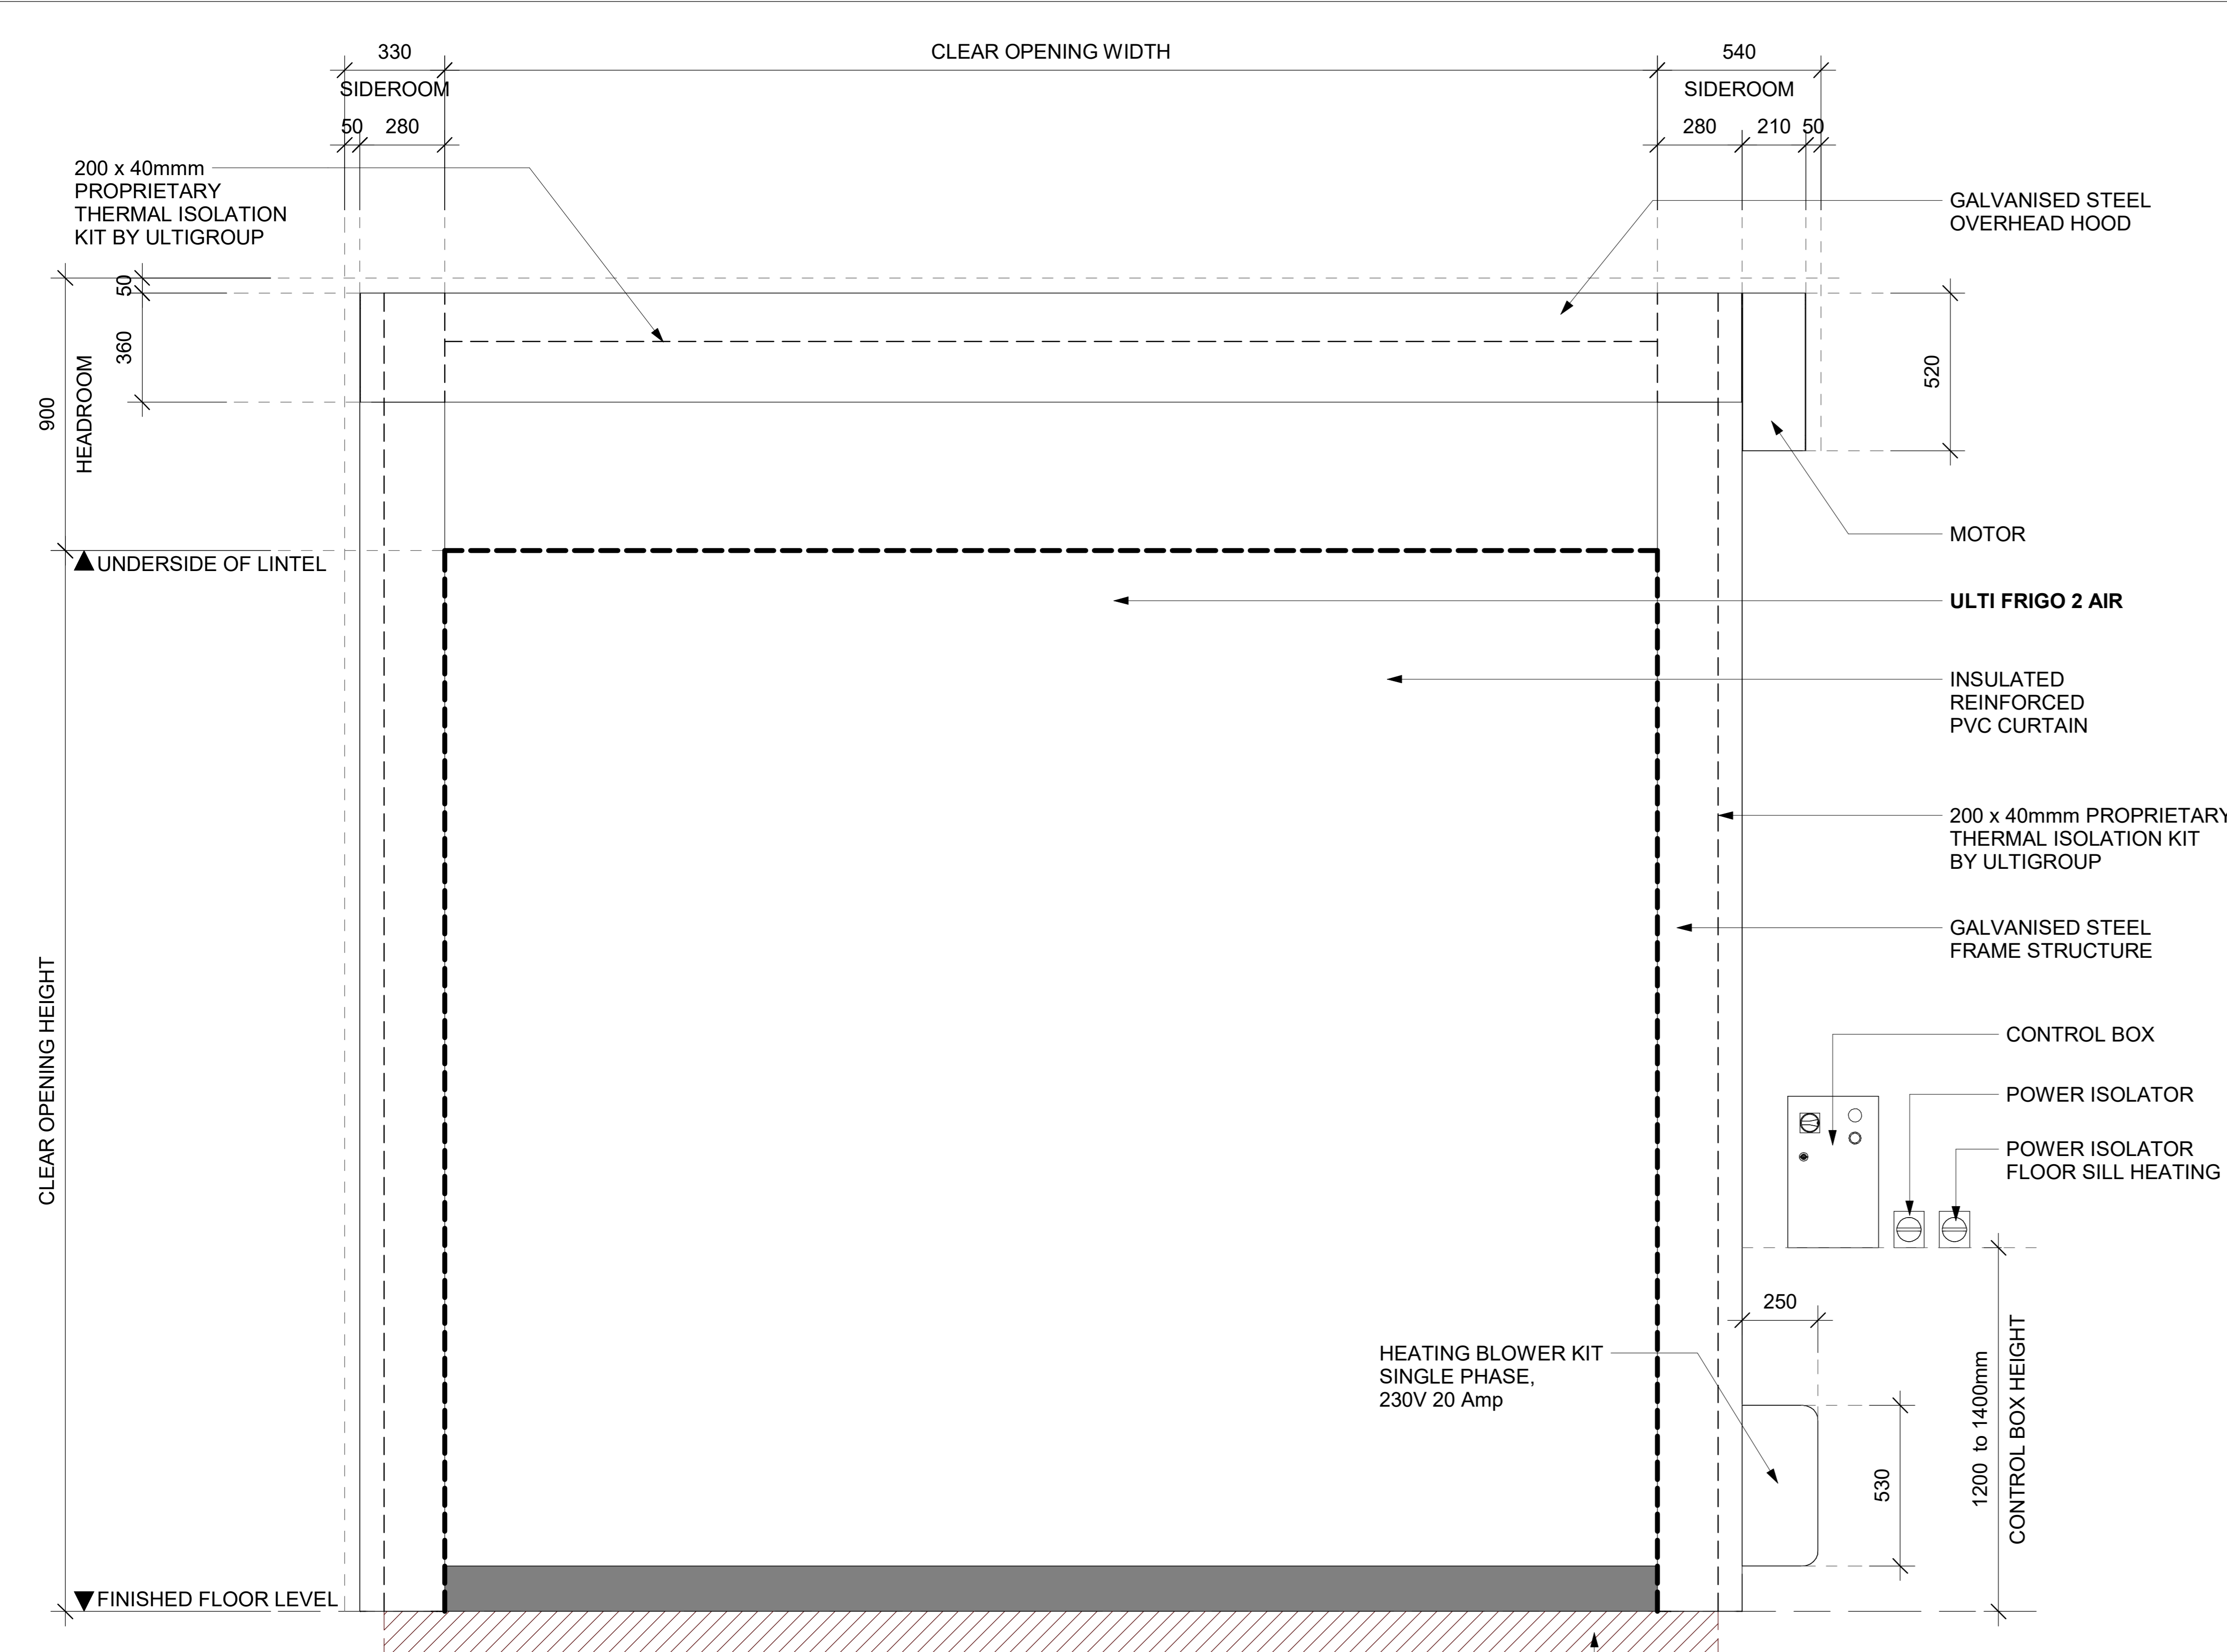 330
CLEAR OPENING WIDTH
540
SIDEROOM
SIDEROOM
50
280
280
210
50
200 x 40mmm
PROPRIETARY
THERMAL ISOLATION
KIT BY ULTIGROUP
GALVANISED STEEL
OVERHEAD HOOD
50
360
900
HEADROOM
520
MOTOR
UNDERSIDE OF LINTEL
ULTI FRIGO 2 AIR
INSULATED
REINFORCED
PVC CURTAIN
200 x 40mmm PROPRIETARY
THERMAL ISOLATION KIT
BY ULTIGROUP
GALVANISED STEEL
FRAME STRUCTURE
CLEAR OPENING HEIGHT
CONTROL BOX
POWER ISOLATOR
POWER ISOLATOR
FLOOR SILL HEATING
250
HEATING BLOWER KIT
SINGLE PHASE,
230V 20 Amp
530
1200 to 1400mm
CONTROL BOX HEIGHT
FINISHED FLOOR LEVEL